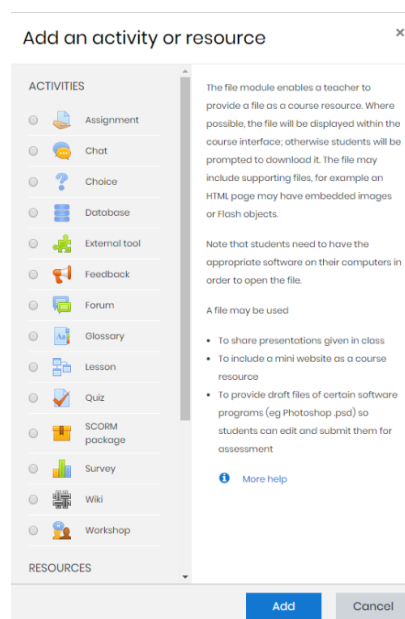 Add an activity or resource
×
ACTIVITIES
Assignment
Chat
Choice
Database
External tool
Feedback
Forum
Glossary
Lesson
Quiz
SCORM
package
Survey
Wiki
Workshop
RESOURCES
The file module enables a teacher to
provide a file as a course resource. Where
possible, the file will be displayed within the
course interface; otherwise students will be
prompted to download it. The file may
include supporting files, for example an
HTML page may have embedded images
or Flash objects.
Note that students need to have the
appropriate software on their computers in
order to open the file.
A file may be used
• To share presentations given in class
• To include a mini website as a course
resource
• To provide draft files of certain software
programs (eg Photoshop .psd) so
students can edit and submit them for
assessment
More help
Add
Cancel